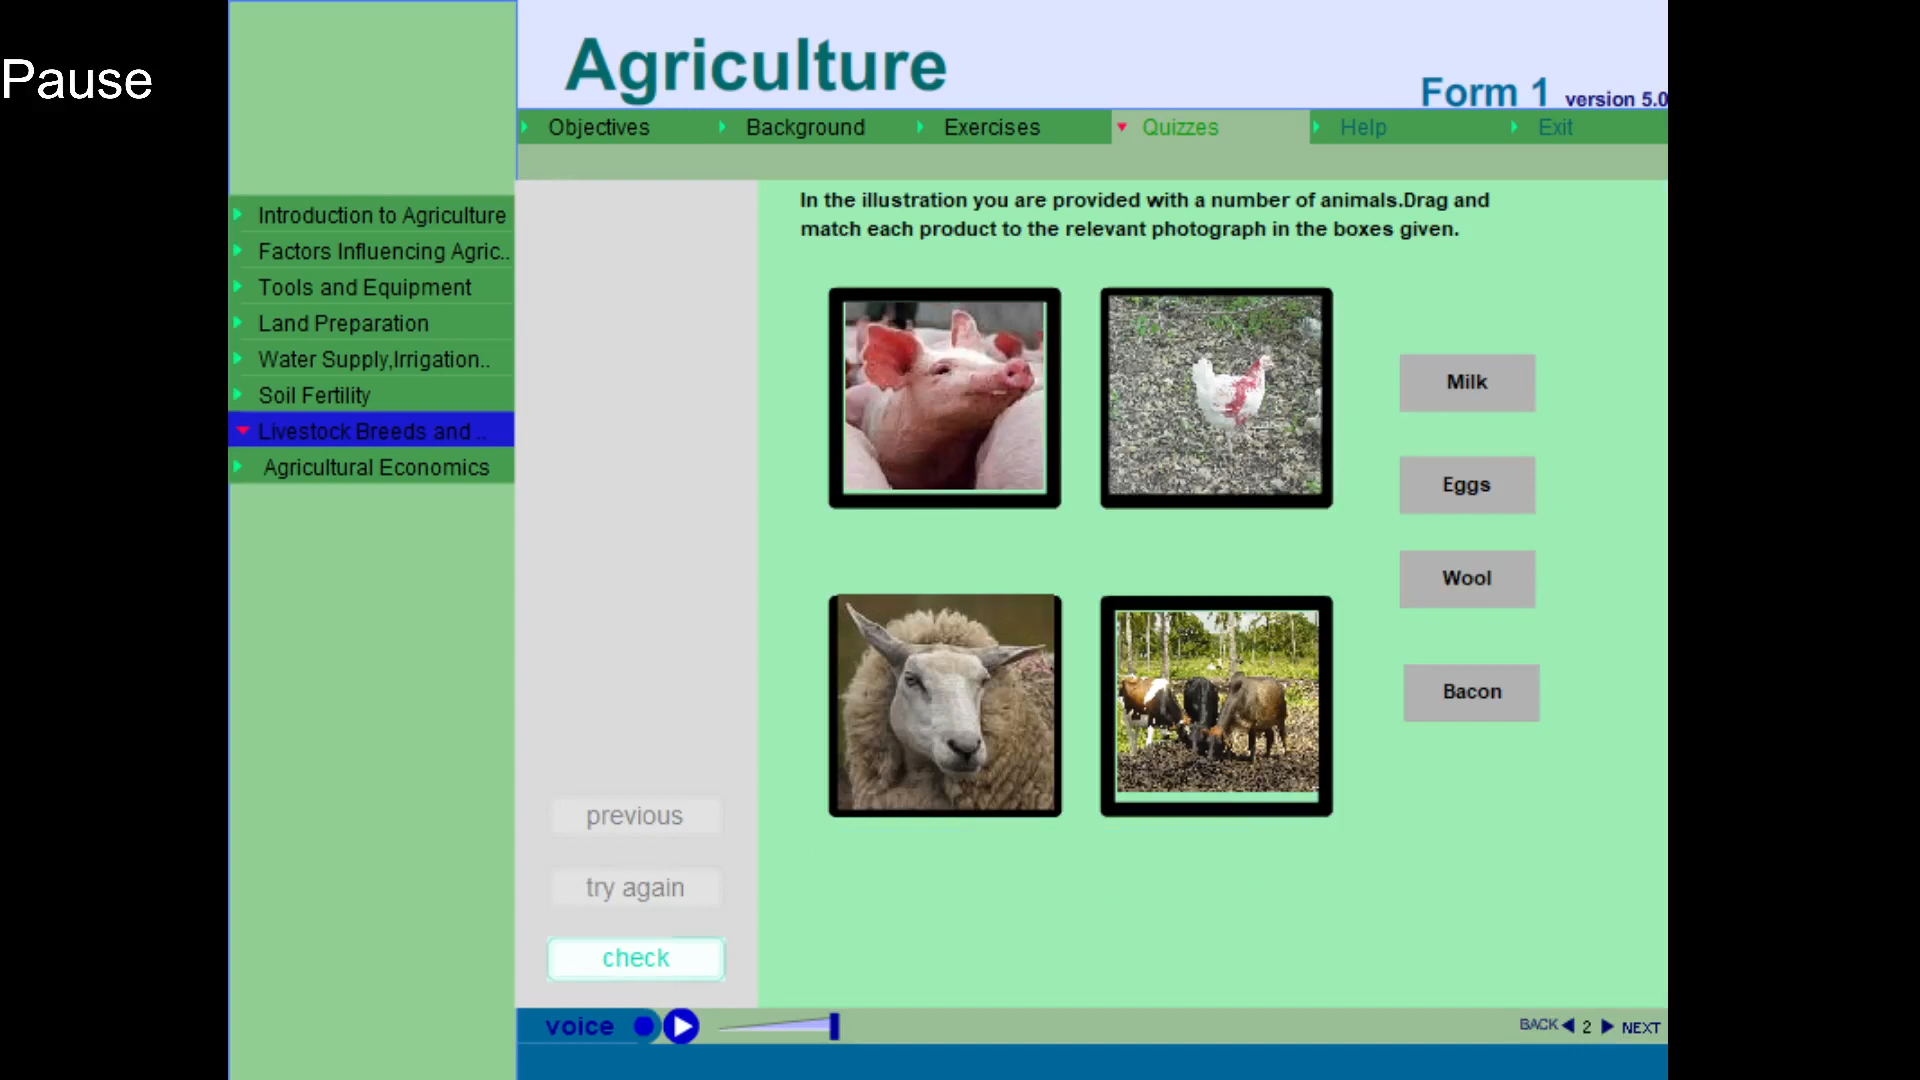 Pause
Agriculture
Form 1 version 5.0
Objectives Background Exercises Quizzes Help Exit
Introduction to Agriculture
Factors Influencing Agric..
Tools and Equipment
Land Preparation
Water Supply,Irrigation..
Soil Fertility
Livestock Breeds and ..
Agricultural Economics
In the illustration you are provided with a number of animals.Drag and
match each product to the relevant photograph in the boxes given.
Milk
Eggs
Wool
Bacon
previous
try again
check
voice
BACK 2 NEXT